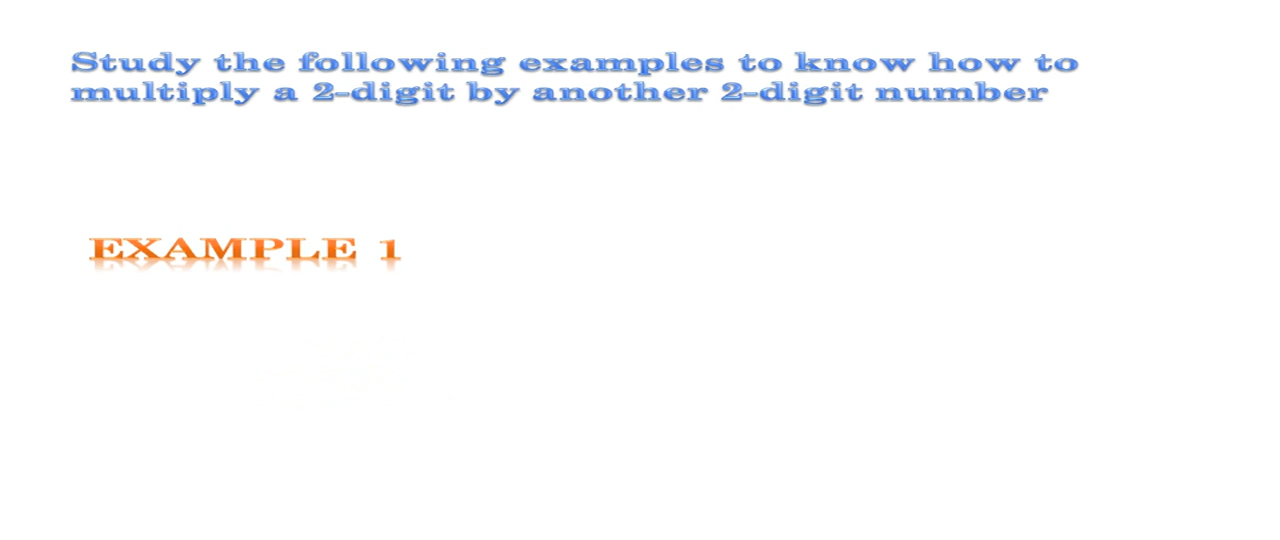 Study the following examples to know how to
multiply a 2-digit by another 2-digit number
EXAMPLE 1